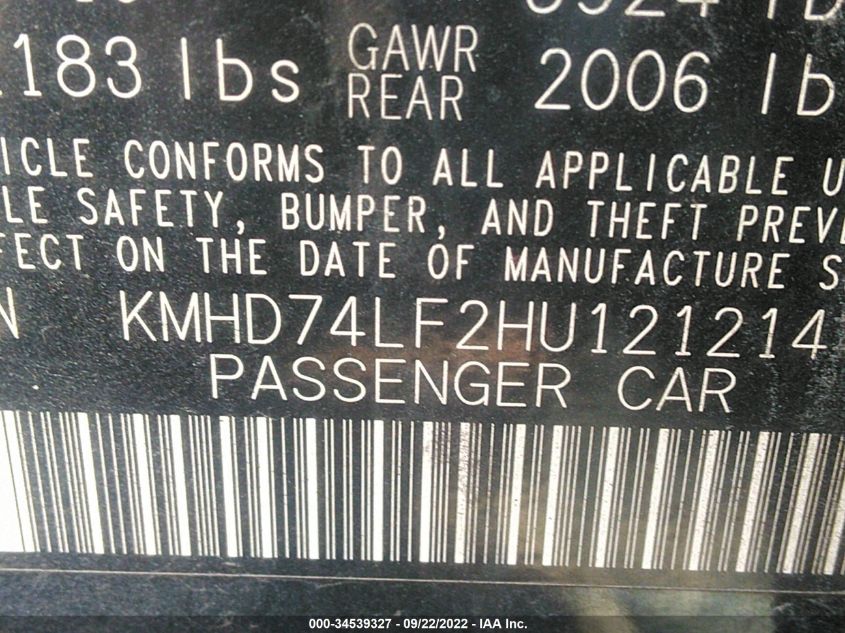 183 lbs GAWR REAR 2006 lb
ICLE CONFORMS TO ALL APPLICABLE U
LE SAFETY, BUMPER, AND THEFT PREVE
FECT ON THE DATE OF MANUFACTURE S
N KMHD74LF2HU121214
PASSENGER CAR
000-34539327 - 09/22/2022 - IAA Inc.